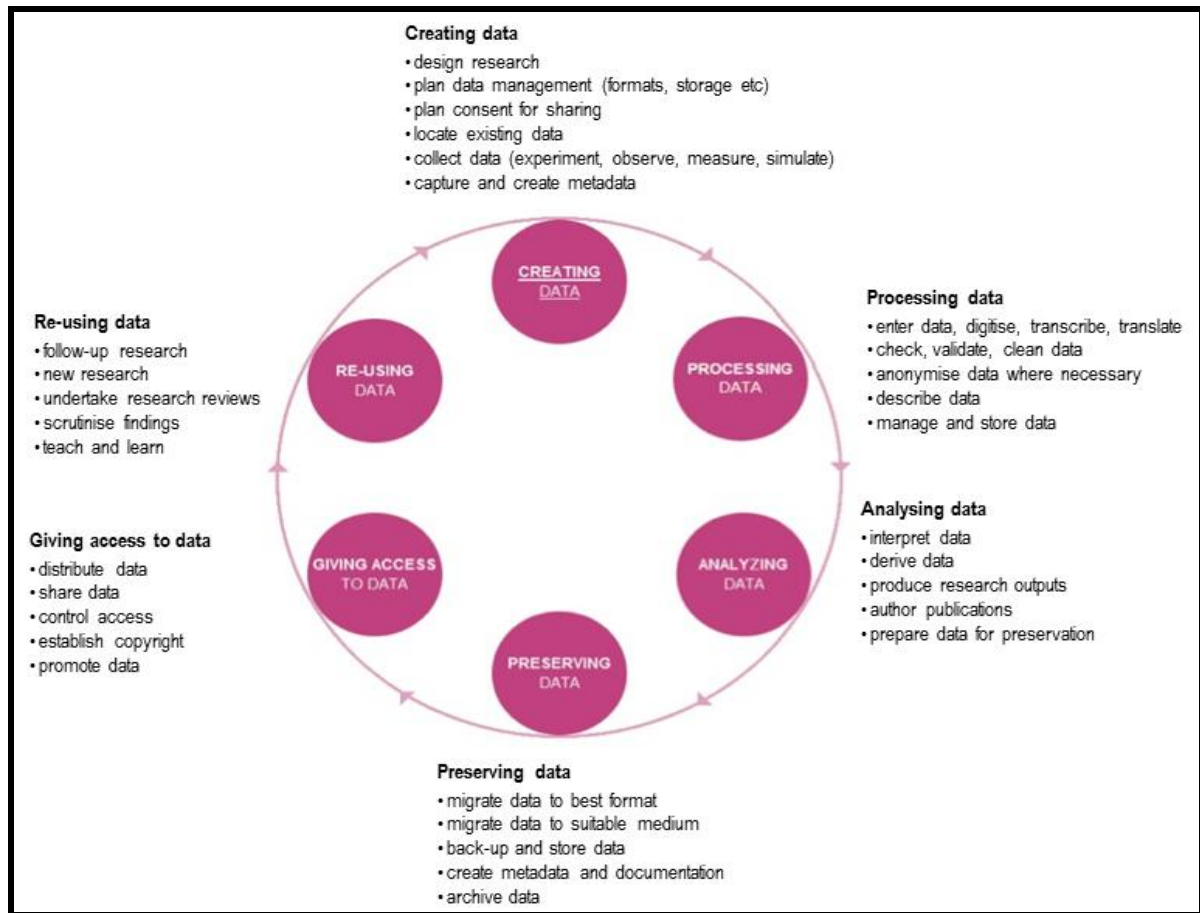 Creating data
• design research
• plan data management (formats, storage etc)
• plan consent for sharing
• locate existing data
• collect data (experiment, observe, measure, simulate)
• capture and create metadata
CREATING
DATA
Processing data
• enter data, digitise, transcribe, translate
• check, validate, clean data
• anonymise data where necessary
• describe data
• manage and store data
PROCESSING
DATA
Analysing data
• interpret data
• derive data
• produce research outputs
• author publications
• prepare data for preservation
ANALYZING
DATA
PRESERVING
DATA
Preserving data
• migrate data to best format
• migrate data to suitable medium
• back-up and store data
• create metadata and documentation
• archive data
GIVING ACCESS
TO DATA
Giving access to data
• distribute data
• share data
• control access
• establish copyright
• promote data
RE-USING
DATA
Re-using data
• follow-up research
• new research
• undertake research reviews
• scrutinise findings
• teach and learn